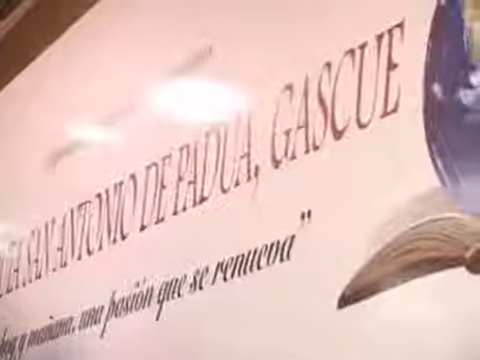 SAN ANTONIO DE PADUA, GASCUE
y mañana: una pasión que se renueva”